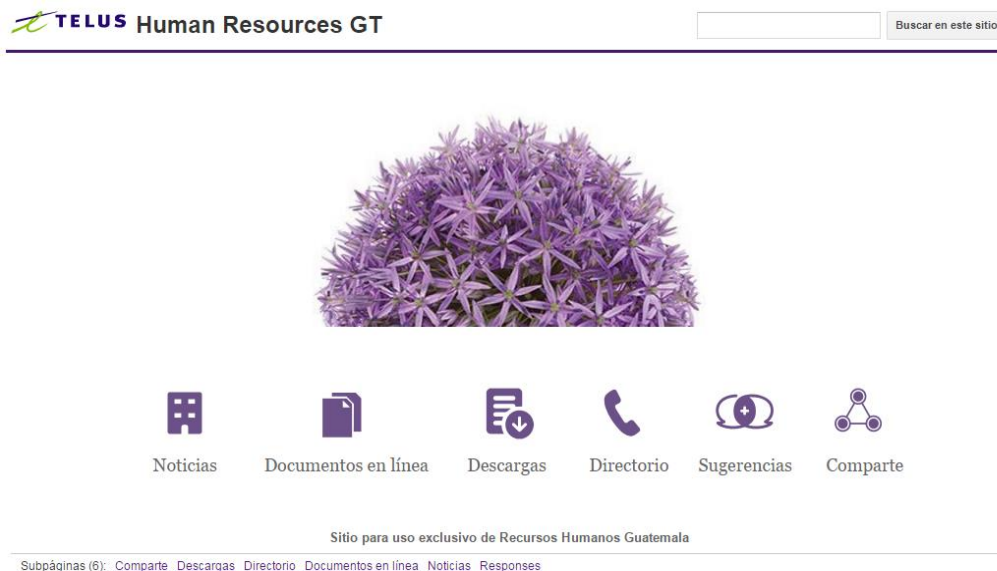 TELUS Human Resources GT
Buscar en este sitio
Noticias
Documentos en línea
Descargas
Directorio
Sugerencias
Comparte
Sitio para uso exclusivo de Recursos Humanos Guatemala
Subpáginas (6): Comparte Descargas Directorio Documentos en línea Noticias Responses